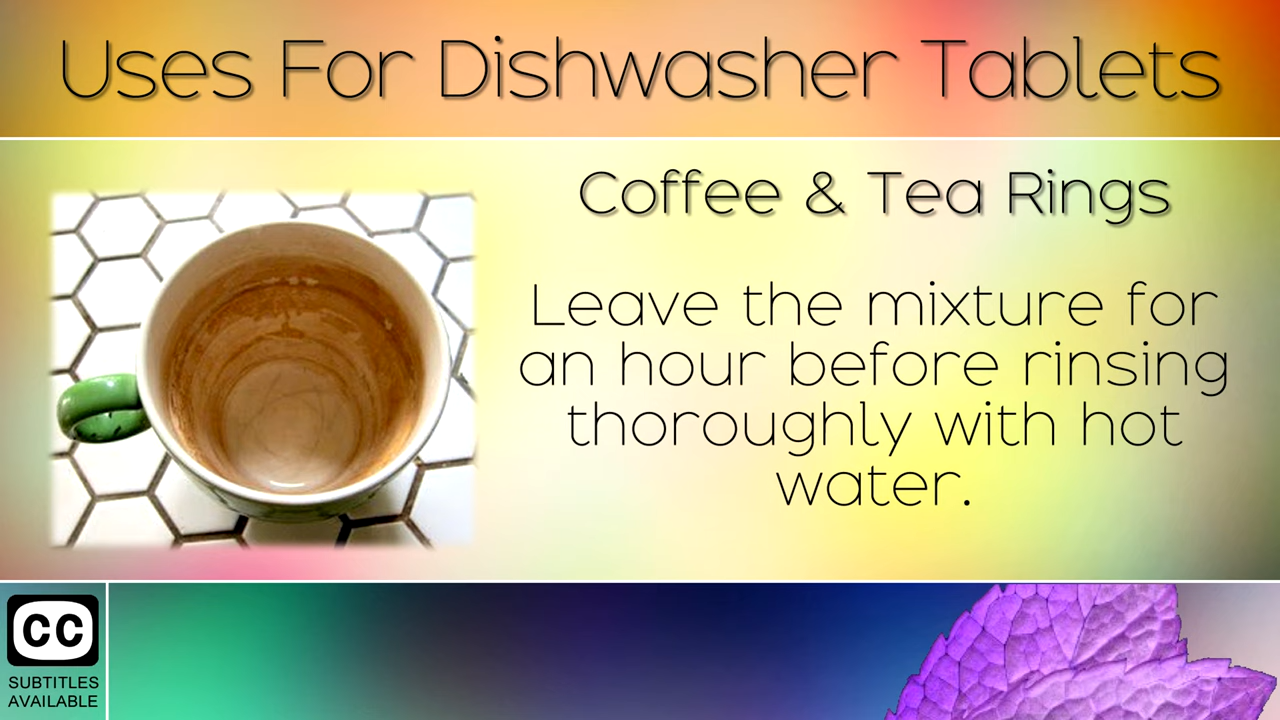 Uses For Dishwasher Tablets
Coffee & Tea Rings
Leave the mixture for
an hour before rinsing
thoroughly with hot
water.
CC
SUBTITLES
AVAILABLE